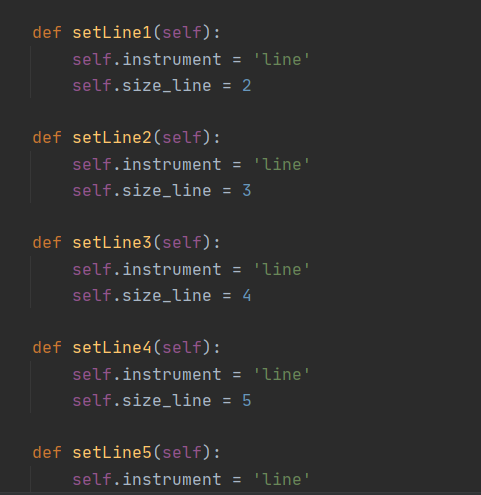 def setLine1(self):
    self.instrument = 'line'
    self.size_line = 2
def setLine2(self):
    self.instrument = 'line'
    self.size_line = 3
def setLine3(self):
    self.instrument = 'line'
    self.size_line = 4
def setLine4(self):
    self.instrument = 'line'
    self.size_line = 5
def setLine5(self):
    self.instrument = 'line'